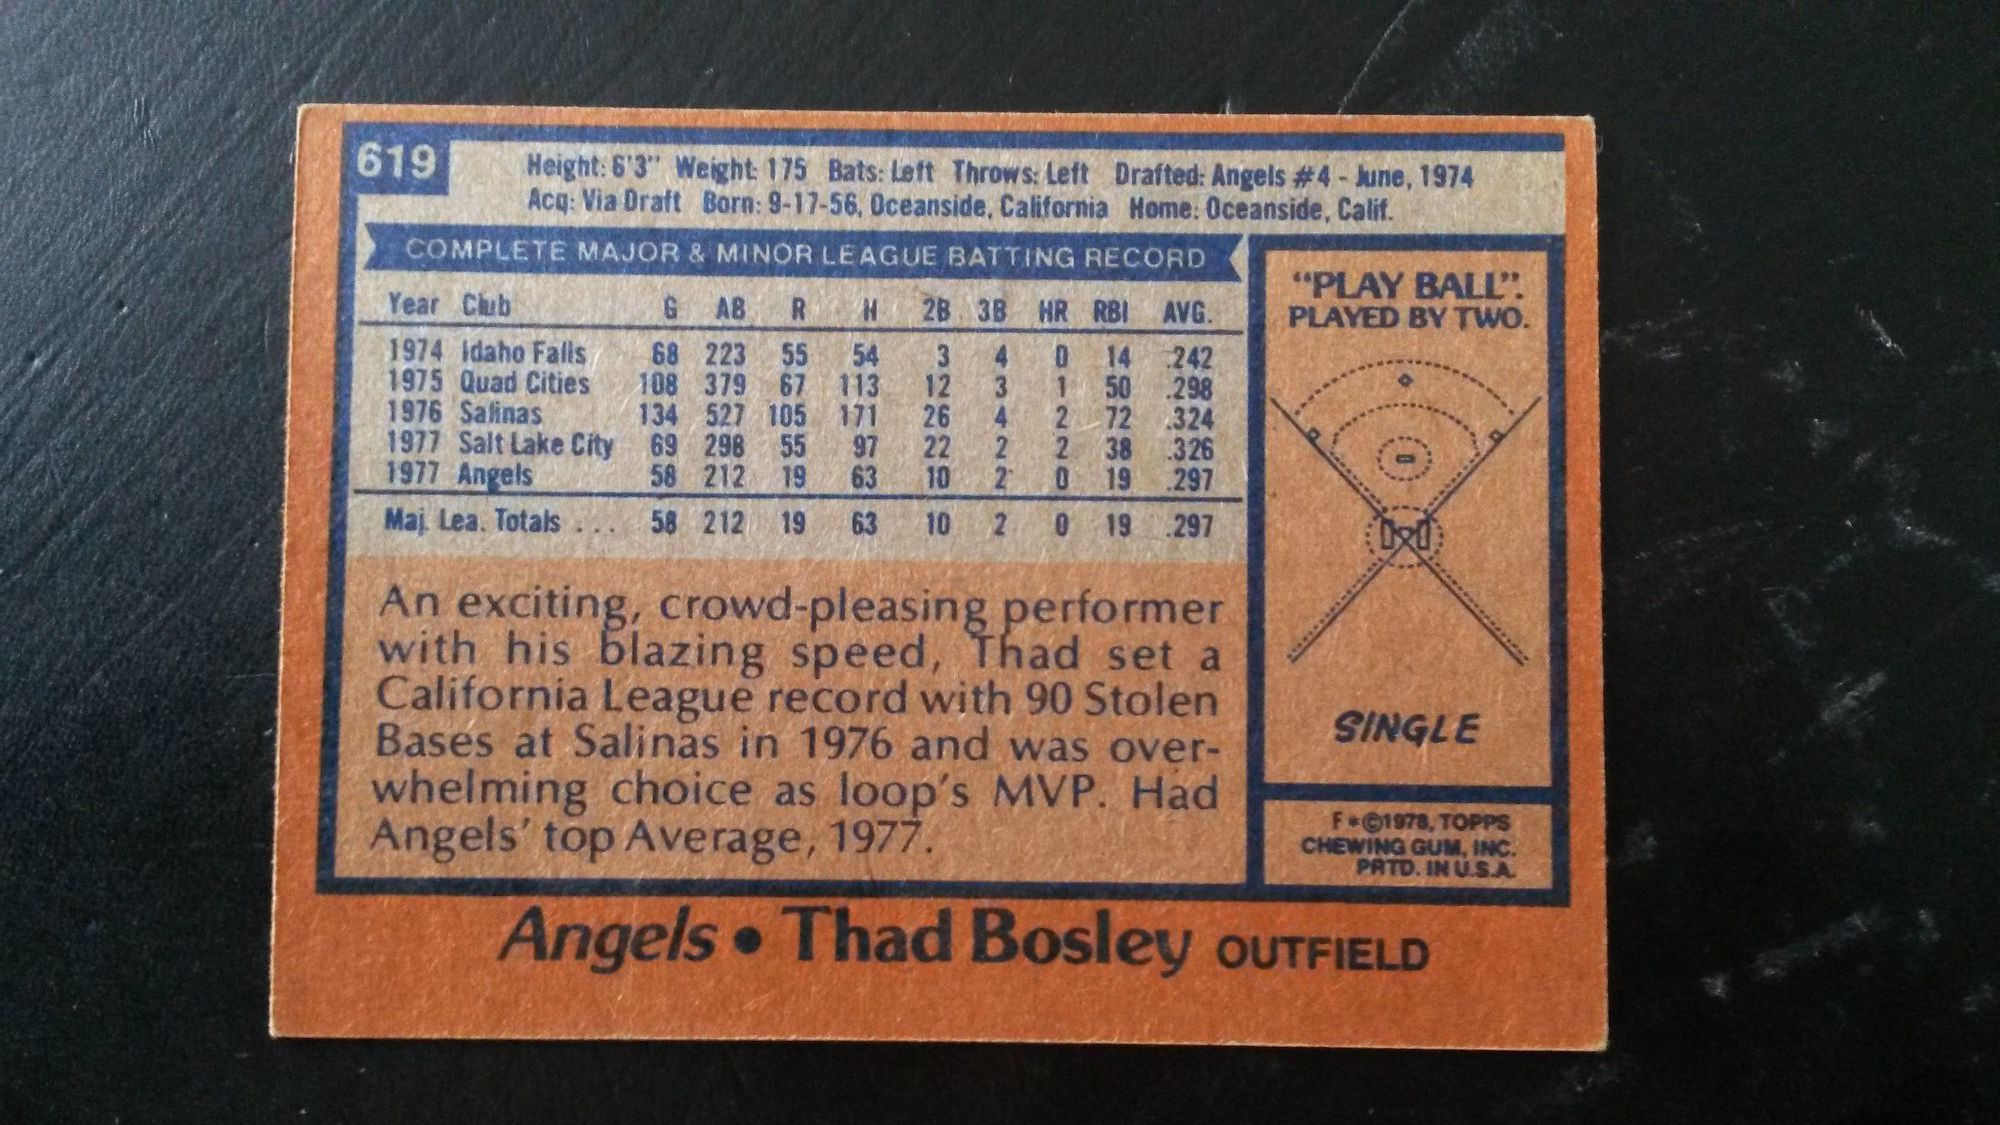 619
Height: 6'3" Weight: 175 Bats: Left Throws: Left Drafted: Angels #4 - June, 1974
Acq: Via Draft Born: 9-17-56, Oceanside, California Home: Oceanside, Calif.
COMPLETE MAJOR & MINOR LEAGUE BATTING RECORD
Year Club G AB R H 2B 3B HR RBI AVG.
1974 Idaho Falls 68 223 55 54 3 4 0 14 .242
1975 Quad Cities 108 379 67 113 12 3 1 50 .298
1976 Salinas 134 527 105 171 26 4 2 72 .324
1977 Salt Lake City 69 298 55 97 22 2 2 38 .326
1977 Angels 58 212 19 63 10 2 0 19 .297
Maj. Lea. Totals . . . 58 212 19 63 10 2 0 19 .297
An exciting, crowd-pleasing performer
with his blazing speed, Thad set a
California League record with 90 Stolen
Bases at Salinas in 1976 and was over-
whelming choice as loop's MVP. Had
Angels' top Average, 1977.
"PLAY BALL".
PLAYED BY TWO.
SINGLE
F*©1978, TOPPS
CHEWING GUM, INC.
PRTD. IN U.S.A.
Angels • Thad Bosley OUTFIELD